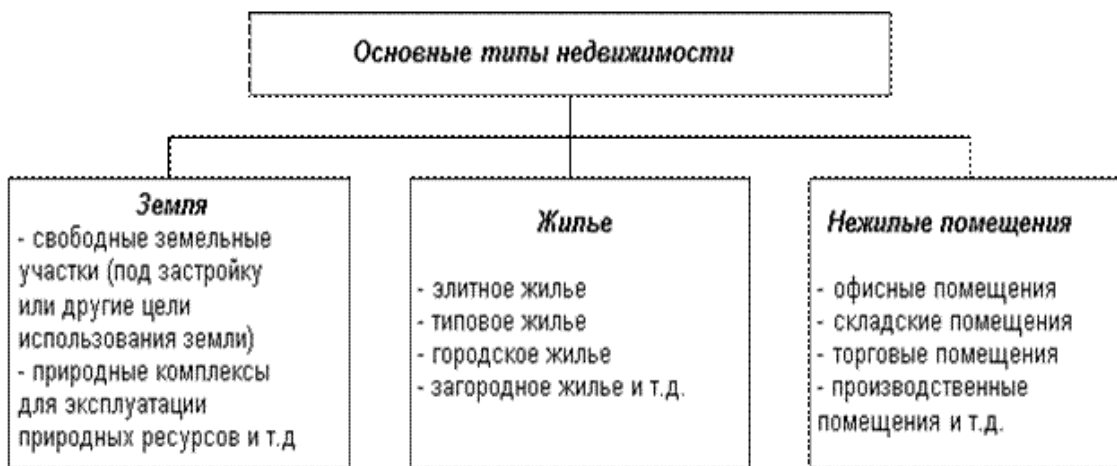 Основные типы недвижимости
Земля
- свободные земельные
участки (под застройку
или другие цели
использования земли)
- природные комплексы
для эксплуатации
природных ресурсов и т.д
Жилье
- элитное жилье
- типовое жилье
- городское жилье
- загородное жилье и т.д.
Нежилые помещения
- офисные помещения
- складские помещения
- торговые помещения
- производственные
помещения и т.д.